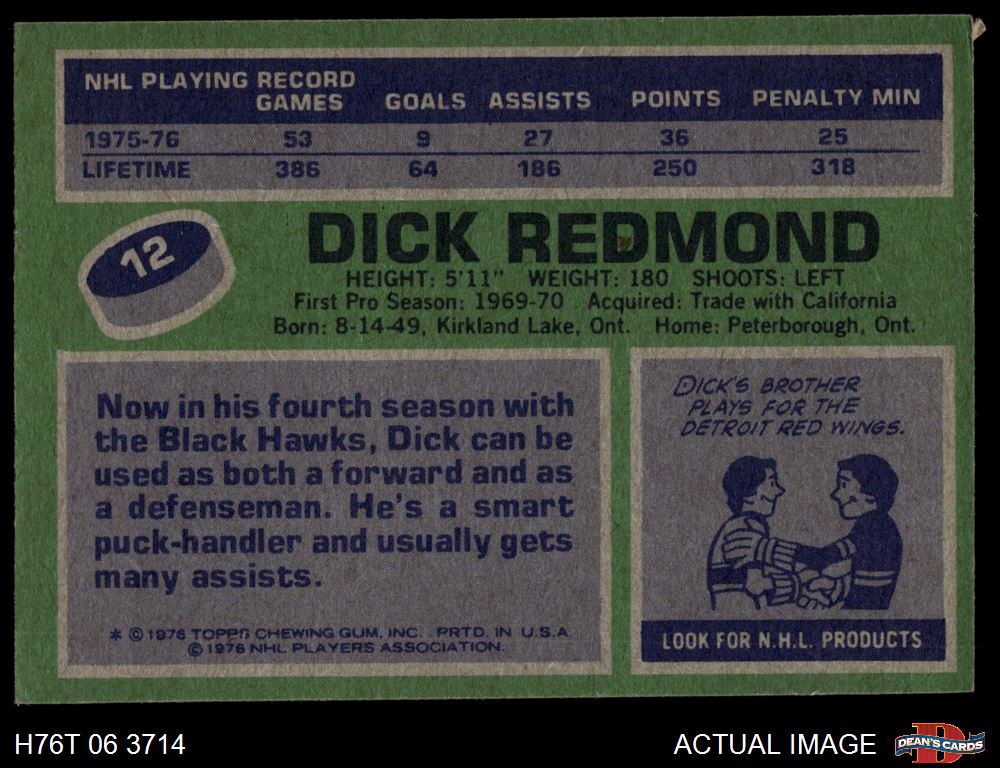 NHL PLAYING RECORD
GAMES GOALS ASSISTS POINTS PENALTY MIN
1975-76 53 9 27 36 25
LIFETIME 386 64 186 250 318
12
DICK REDMOND
HEIGHT: 5'11" WEIGHT: 180 SHOOTS: LEFT
First Pro Season: 1969-70 Acquired: Trade with California
Born: 8-14-49, Kirkland Lake, Ont. Home: Peterborough, Ont.
Now in his fourth season with
the Black Hawks, Dick can be
used as both a forward and as
a defenseman. He's a smart
puck-handler and usually gets
many assists.
* © 1976 TOPPS CHEWING GUM, INC. PRTD. IN U.S.A.
© 1976 NHL PLAYERS ASSOCIATION.
DICK'S BROTHER
PLAYS FOR THE
DETROIT RED WINGS.
LOOK FOR N.H.L. PRODUCTS
H76T 06 3714
ACTUAL IMAGE
D
DEAN'S CARDS